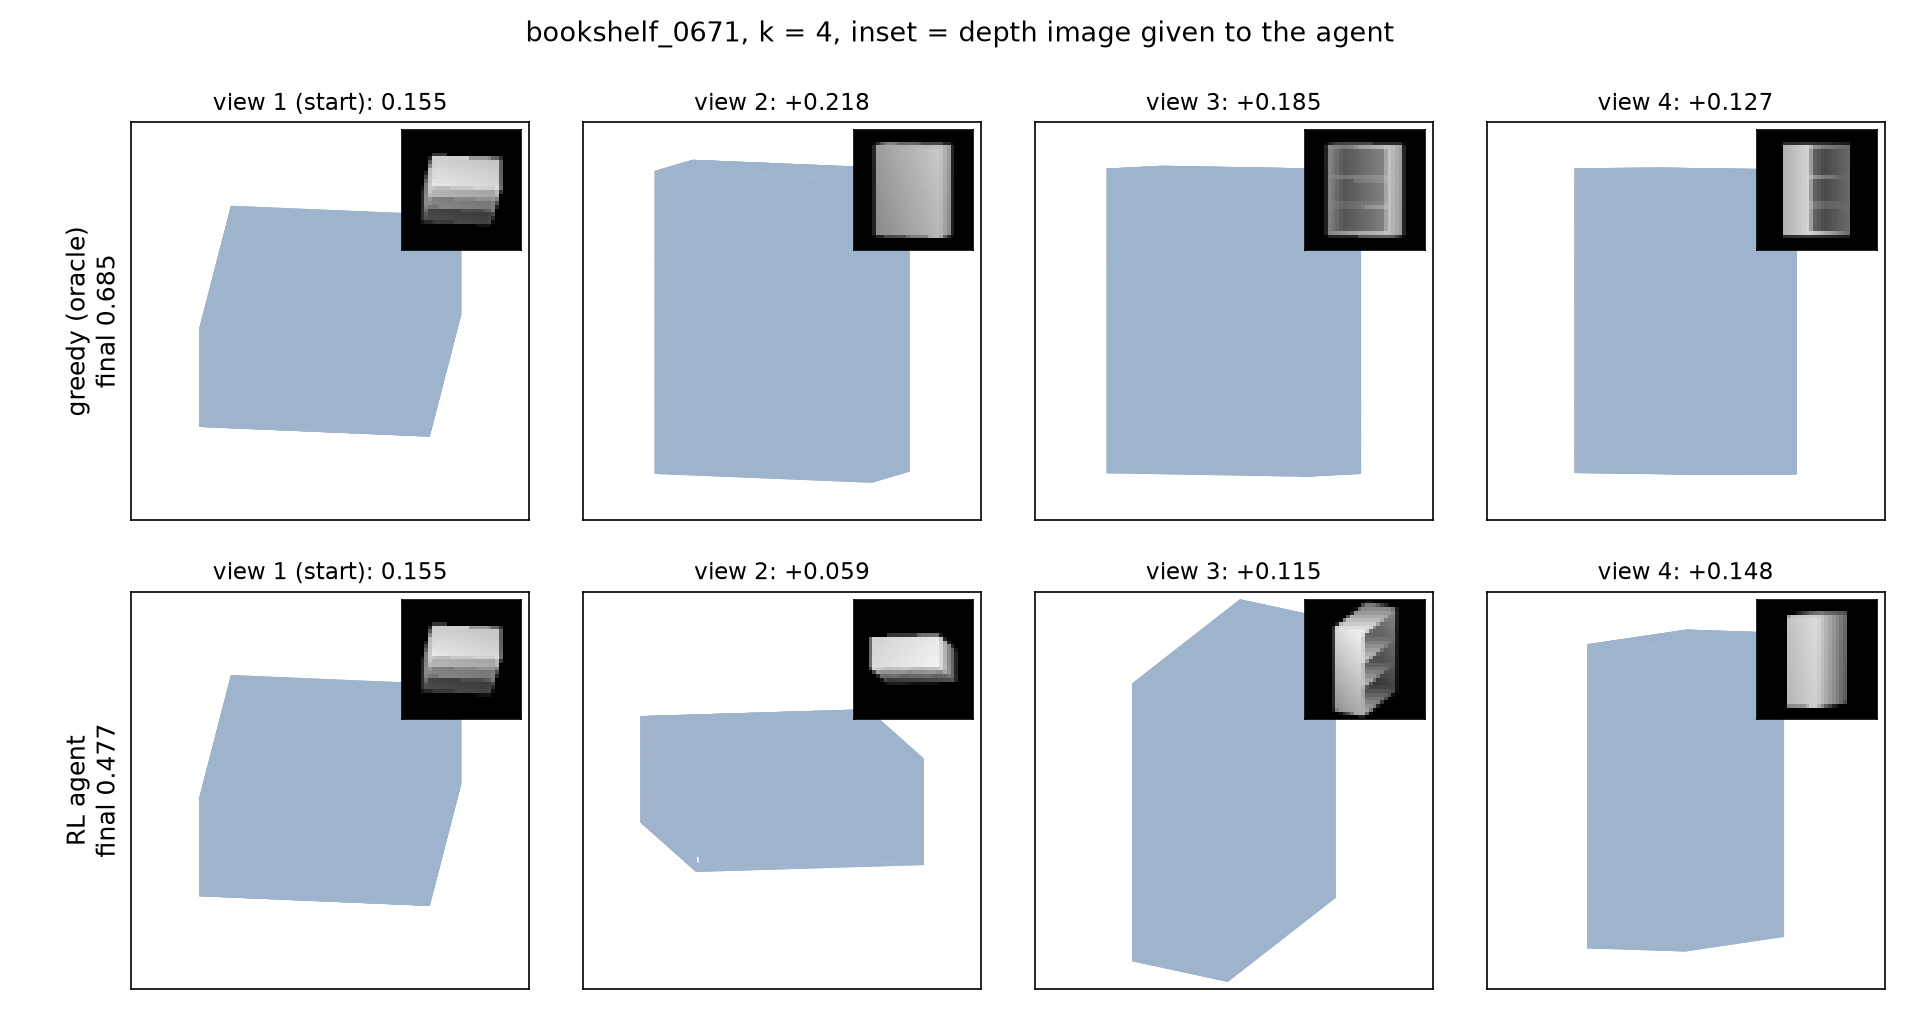 bookshelf_0671, k = 4, inset = depth image given to the agent
greedy (oracle)
final 0.685
view 1 (start): 0.155
view 2: +0.218
view 3: +0.185
view 4: +0.127
RL agent
final 0.477
view 1 (start): 0.155
view 2: +0.059
view 3: +0.115
view 4: +0.148